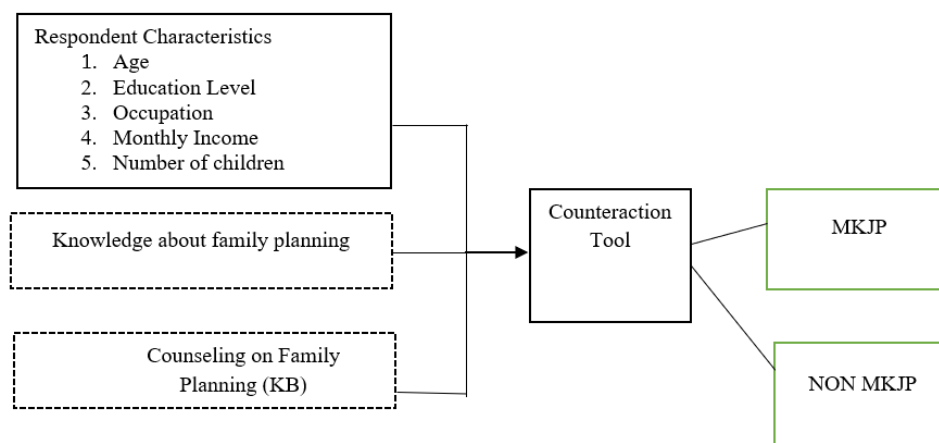 Respondent Characteristics
1. Age
2. Education Level
3. Occupation
4. Monthly Income
5. Number of children
Knowledge about family planning
Counseling on Family
Planning (KB)
Counteraction
Tool
MKJP
NON MKJP